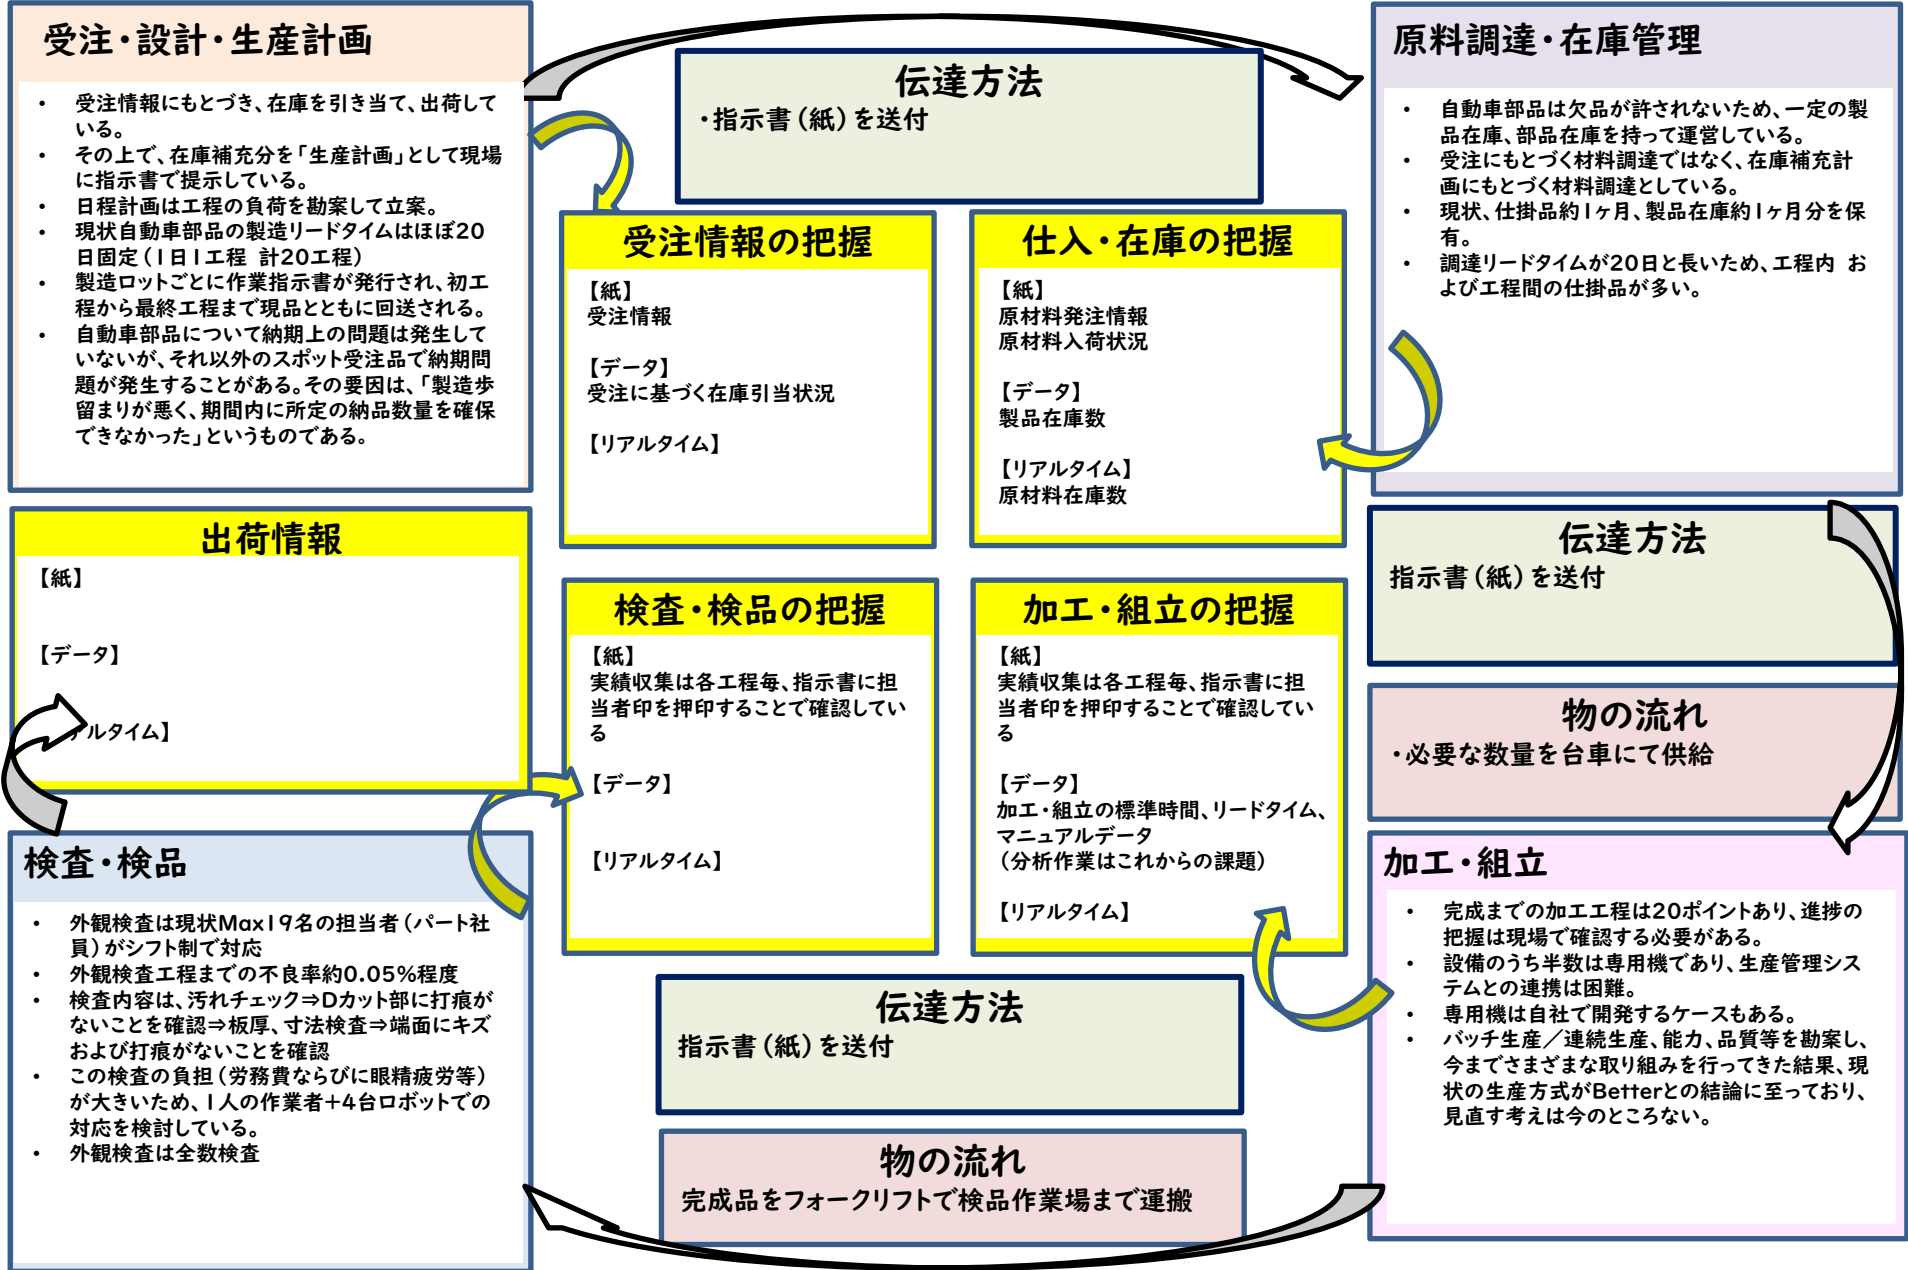 受注・設計・生産計画
・ 受注情報にもとづき、在庫を引き当て、出荷して
いる。
・ その上で、在庫補充分を「生産計画」として現場
に指示書で提示している。
・ 日程計画は工程の負荷を勘案して立案。
・ 現状自動車部品の製造リードタイムはほぼ20
日固定（1日1工程 計20工程）
・ 製造ロットごとに作業指示書が発行され、初工
程から最終工程まで現品とともに回送される。
・ 自動車部品について納期上の問題は発生して
いないが、それ以外のスポット受注品で納期問
題が発生することがある。その要因は、「製造歩
留まりが悪く、期間内に所定の納品数量を確保
できなかった」というものである。
伝達方法
・指示書（紙）を送付
原料調達・在庫管理
・ 自動車部品は欠品が許されないため、一定の製
品在庫、部品在庫を持って運営している。
・ 受注にもとづく材料調達ではなく、在庫補充計
画にもとづく材料調達としている。
・ 現状、仕掛品約1ヶ月、製品在庫約1ヶ月分を保
有。
・ 調達リードタイムが20日と長いため、工程内 お
よび工程間の仕掛品が多い。
受注情報の把握
【紙】
受注情報
【データ】
受注に基づく在庫引当状況
【リアルタイム】
仕入・在庫の把握
【紙】
原材料発注情報
原材料入荷状況
【データ】
製品在庫数
【リアルタイム】
原材料在庫数
出荷情報
【紙】
【データ】
ルタイム】
伝達方法
指示書（紙）を送付
物の流れ
・必要な数量を台車にて供給
検査・検品の把握
【紙】
実績収集は各工程毎、指示書に担
当者印を押印することで確認してい
る
【データ】
【リアルタイム】
加工・組立の把握
【紙】
実績収集は各工程毎、指示書に担
当者印を押印することで確認してい
る
【データ】
加工・組立の標準時間、リードタイム、
マニュアルデータ
（分析作業はこれからの課題）
【リアルタイム】
検査・検品
・ 外観検査は現状Max19名の担当者（パート社
員）がシフト制で対応
・ 外観検査工程までの不良率約0.05%程度
・ 検査内容は、汚れチェック⇒Dカット部に打痕が
ないことを確認⇒板厚、寸法検査⇒端面にキズ
および打痕がないことを確認
・ この検査の負担（労務費ならびに眼精疲労等）
が大きいため、1人の作業者+4台ロボットでの
対応を検討している。
・ 外観検査は全数検査
伝達方法
指示書（紙）を送付
物の流れ
完成品をフォークリフトで検品作業場まで運搬
加工・組立
・ 完成までの加工工程は20ポイントあり、進捗の
把握は現場で確認する必要がある。
・ 設備のうち半数は専用機であり、生産管理シス
テムとの連携は困難。
・ 専用機は自社で開発するケースもある。
・ バッチ生産／連続生産、能力、品質等を勘案し、
今までさまざまな取り組みを行ってきた結果、現
状の生産方式がBetterとの結論に至っており、
見直す考えは今のところない。